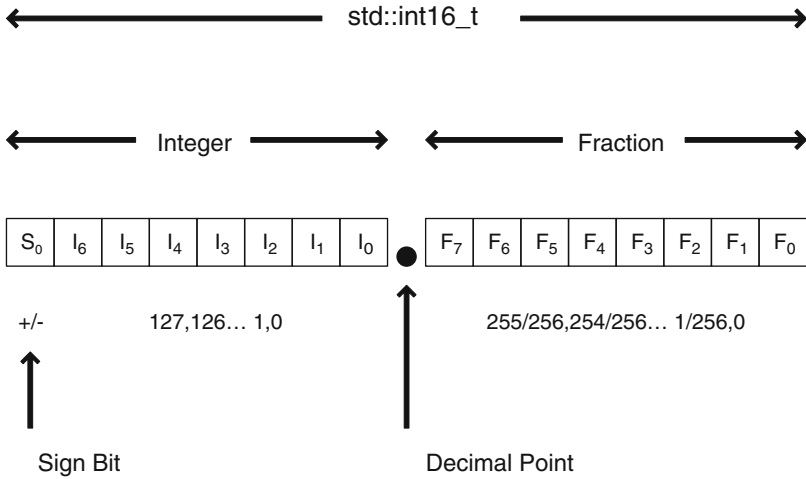 std::int16_t
Integer Fraction
S₀ I₆ I₅ I₄ I₃ I₂ I₁ I₀ F₇ F₆ F₅ F₄ F₃ F₂ F₁ F₀
+/- 127,126… 1,0 255/256,254/256… 1/256,0
Sign Bit Decimal Point